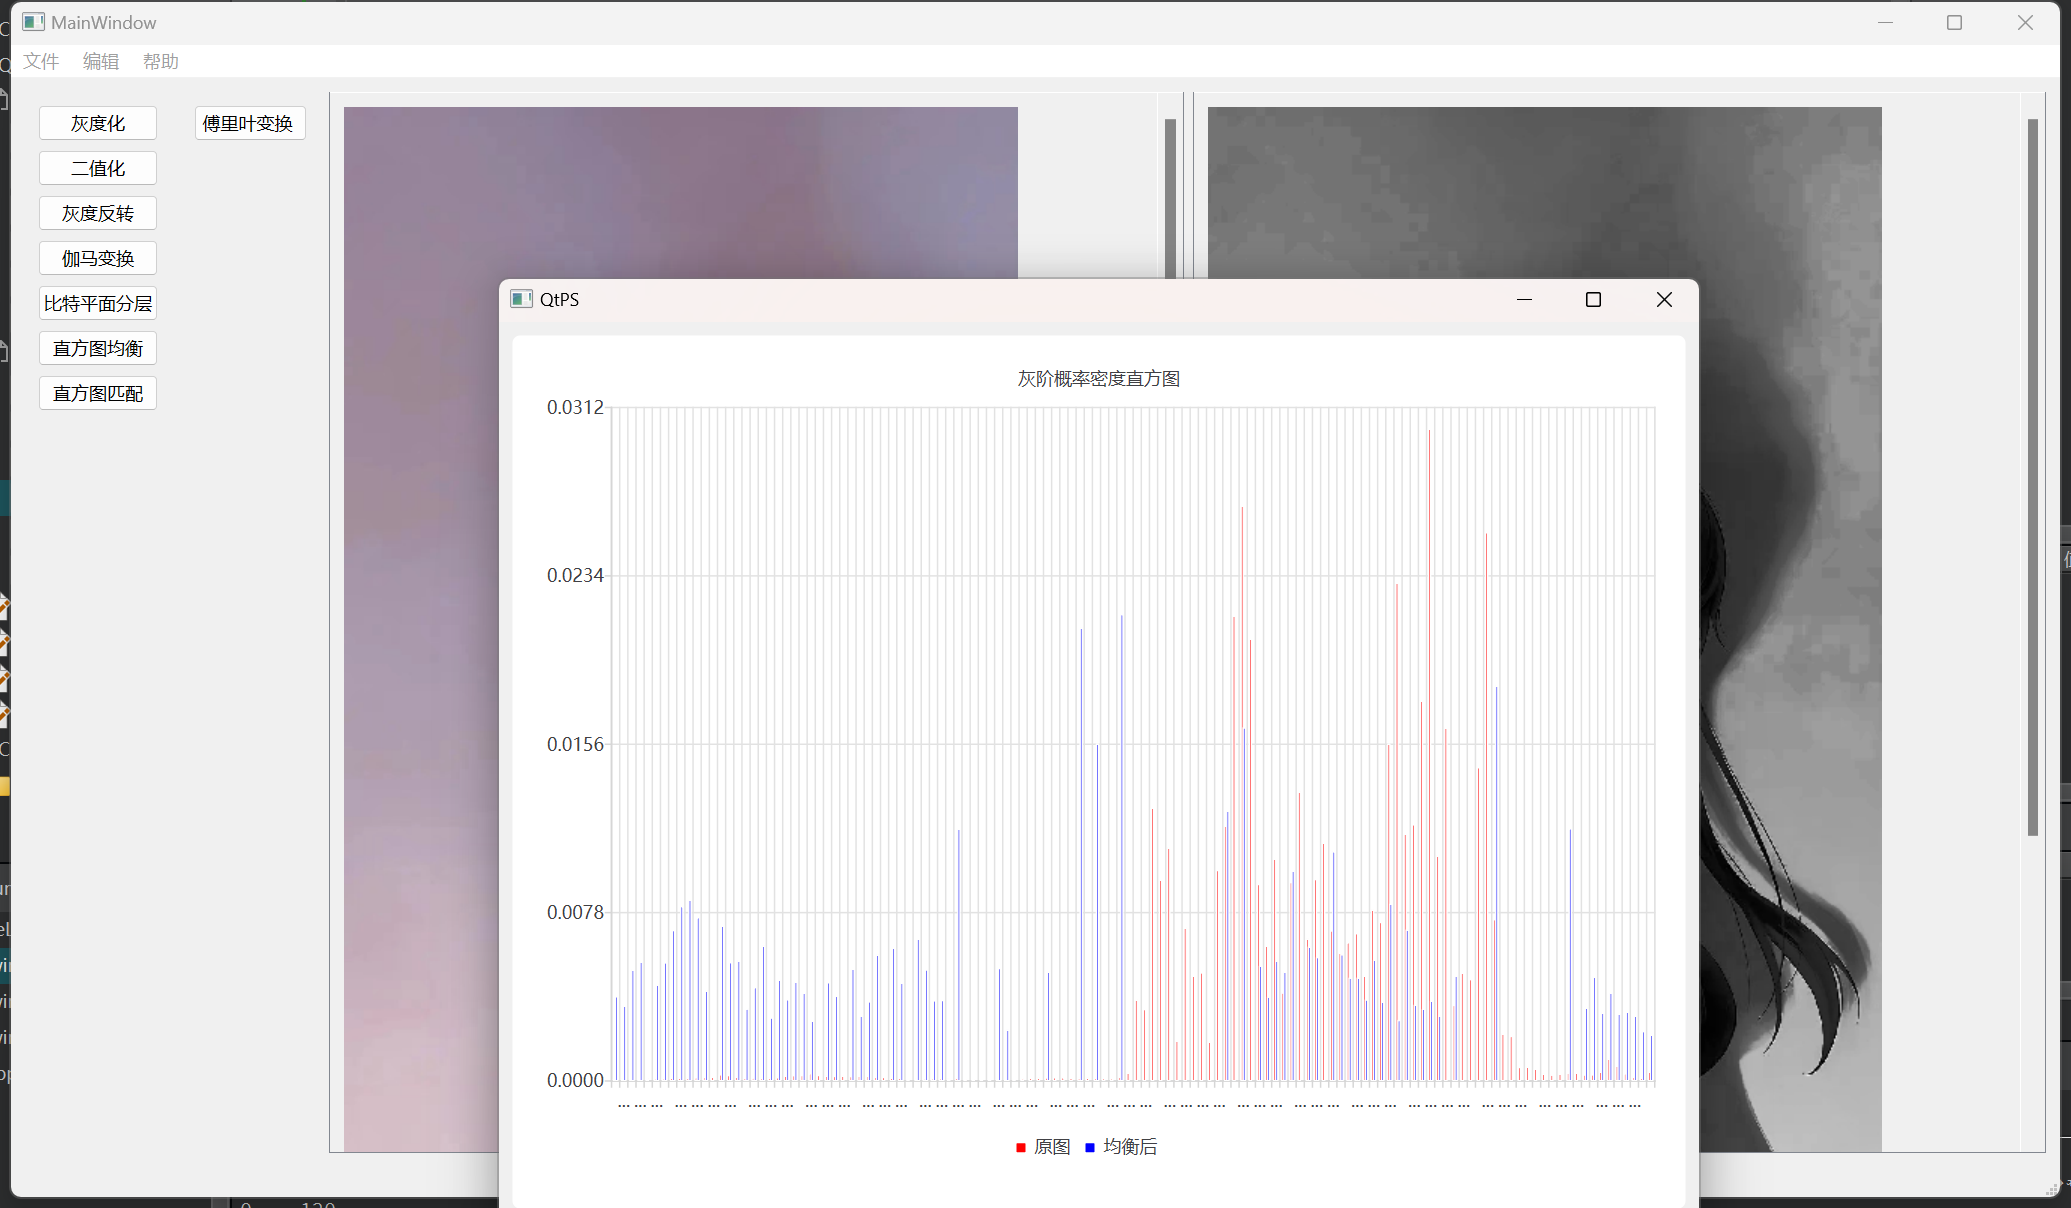 MainWindow
文件 编辑 帮助
灰度化 傅里叶变换
二值化
灰度反转
伽马变换
比特平面分层
直方图均衡
直方图匹配
QtPS
灰阶概率密度直方图
0.0312
0.0234
0.0156
0.0078
0.0000
... ... ... ... ... ... ... ... ... ... ... ... ... ... ... ... ... ... ... ... ... ... ... ... ... ... ... ... ... ... ... ... ... ... ... ... ... ... ... ... ... ... ... ... ... ... ... ... ... ... ... ... ... ... ... ... ...
原图 均衡后